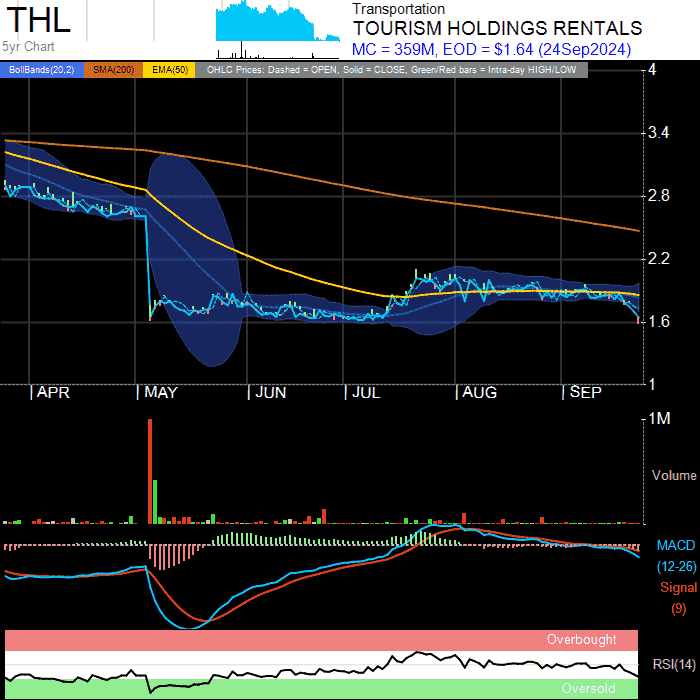 THL
5yr Chart
Transportation
TOURISM HOLDINGS RENTALS
MC = 359M, EOD = $1.64 (24Sep2024)
BollBands(20,2) SMA(200) EMA(50) OHLC Prices: Dashed = OPEN, Solid = CLOSE, Green/Red bars = Intra-day HIGH/LOW
4
3.4
2.8
2.2
1.6
1
APR MAY JUN JUL AUG SEP
1M
Volume
MACD
(12-26)
Signal
(9)
Overbought
RSI(14)
Oversold